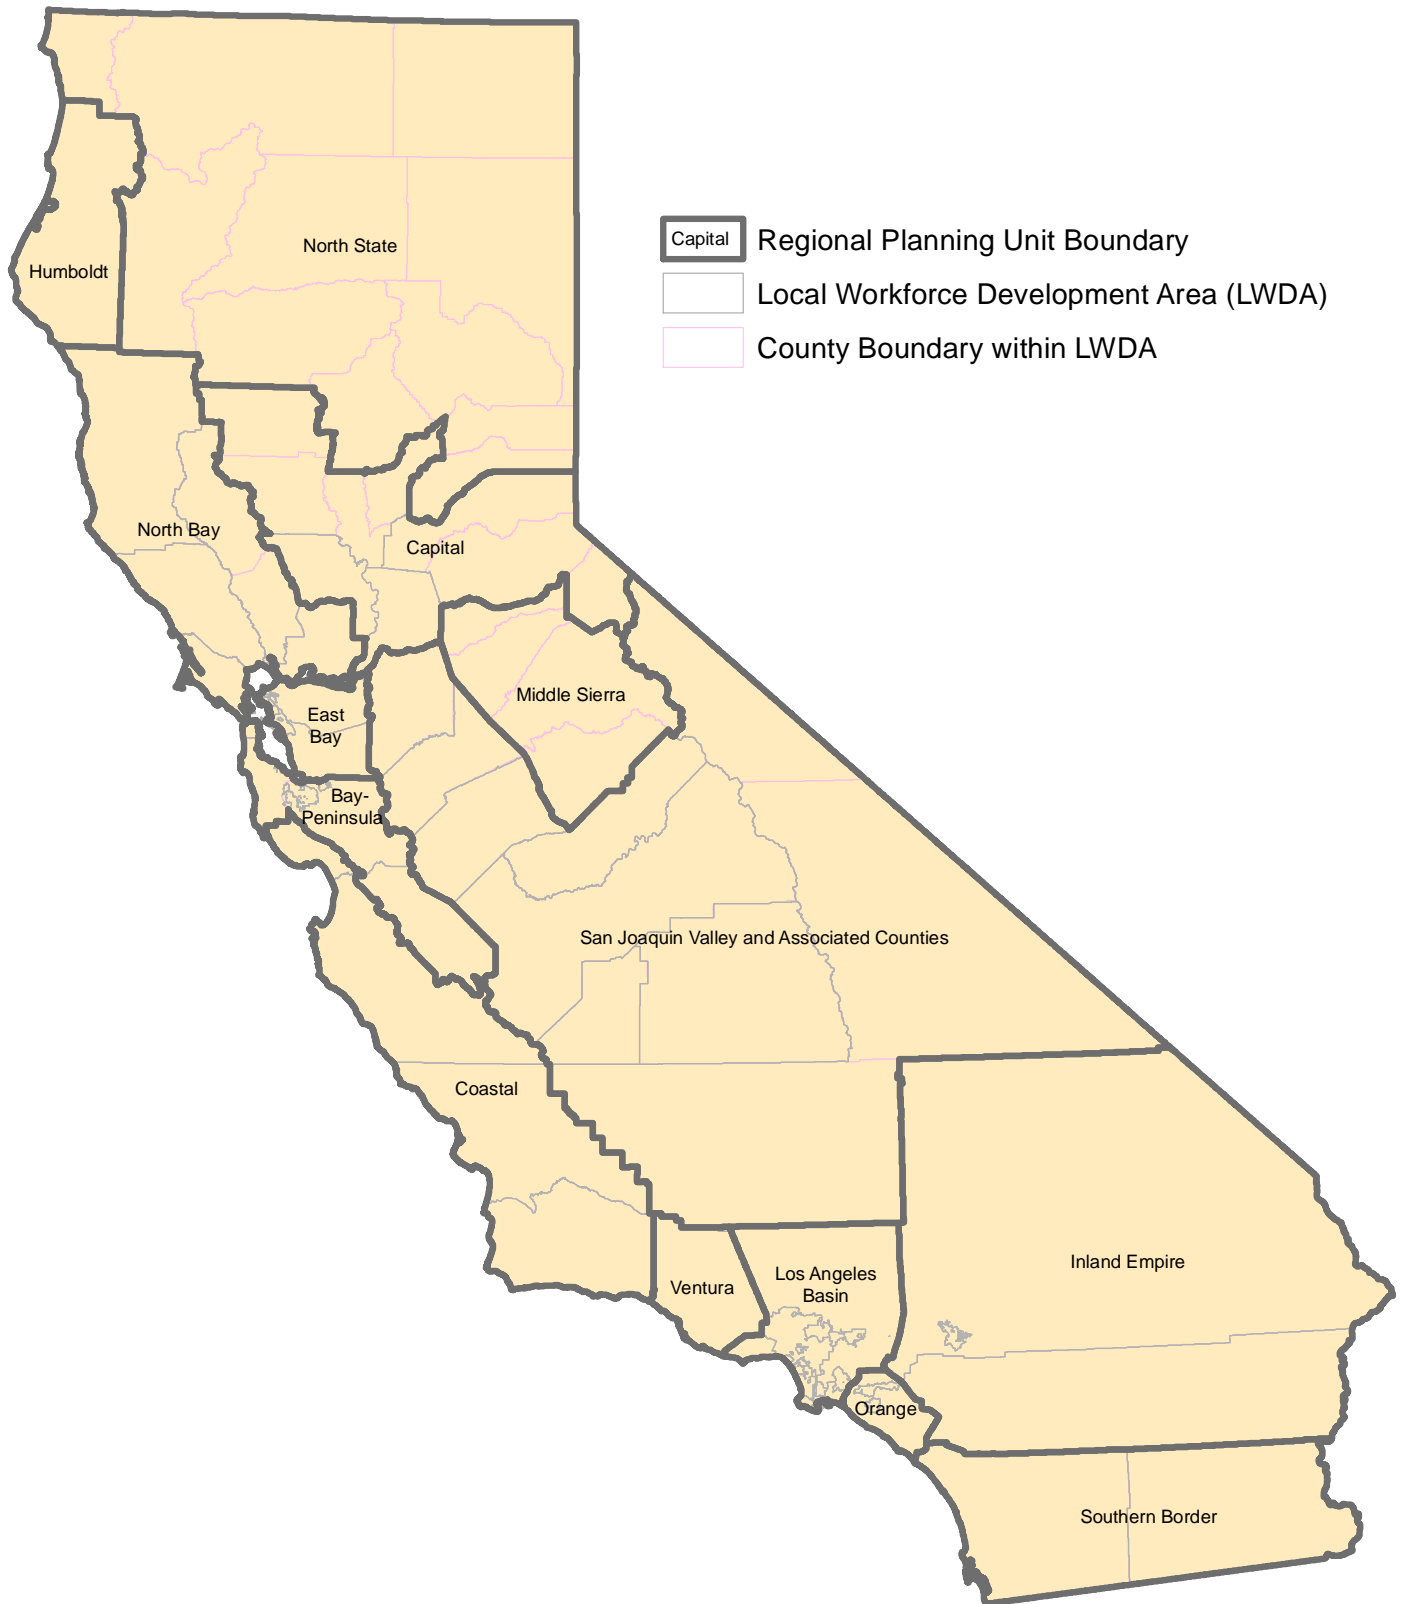 North State
Capital
Regional Planning Unit Boundary
Humboldt
Local Workforce Development Area (LWDA)
County Boundary within LWDA
North Bay
Capital
Middle Sierra
East
Bay
Bay-
Peninsula
San Joaquin Valley and Associated Counties
Coastal
Inland Empire
Ventura
Los Angeles
Basin
Orange
Southern Border